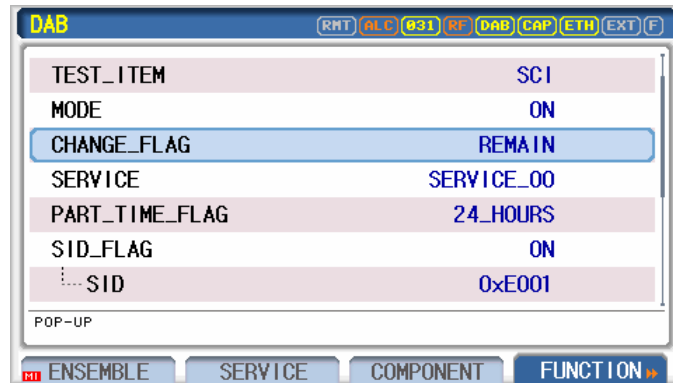 DAB RMT ALC 031 RF DAB CAP ETH EXT F
TEST_ITEM SCI
MODE ON
CHANGE_FLAG REMAIN
SERVICE SERVICE_00
PART_TIME_FLAG 24_HOURS
SID_FLAG ON
SID 0xE001
POP-UP
MI ENSEMBLE SERVICE COMPONENT FUNCTION